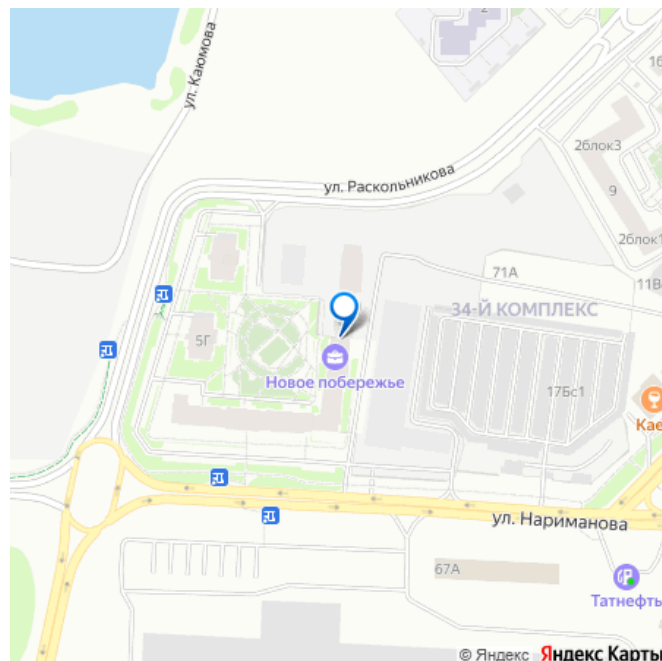 ул. Каюмова
16
2блок3
ул. Раскольникова
9
2блок1
71А
11В
34-Й КОМПЛЕКС
5Г
Новое побережье
17Бс1
Кае
ул. Нариманова
67А
Татнефть
© Яндекс Яндекс Карты